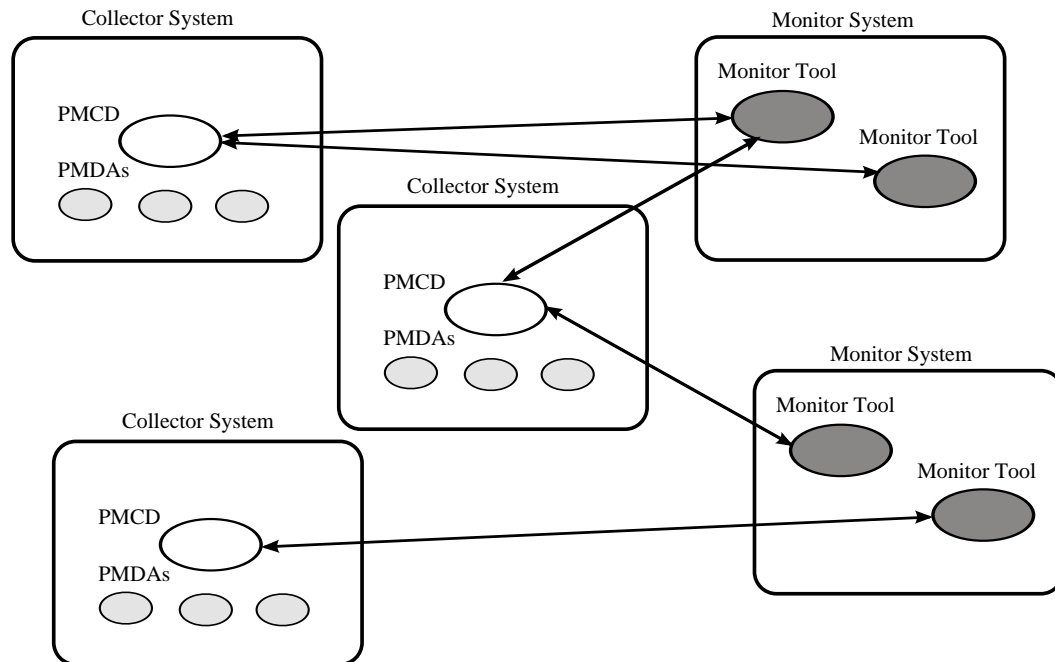 Collector System
Monitor System
Monitor Tool
PMCD
Monitor Tool
PMDAs
Collector System
PMCD
PMDAs
Monitor System
Monitor Tool
Collector System
Monitor Tool
PMCD
PMDAs